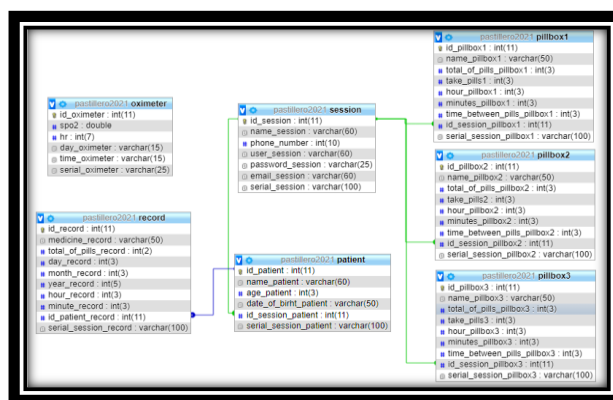 pastillero2021 oximeter
id_oximeter : int(11)
spo2 : double
hr : int(7)
day_oximeter : varchar(15)
time_oximeter : varchar(15)
serial_oximeter : varchar(25)
pastillero2021 record
id_record : int(11)
medicine_record : varchar(50)
total_of_pills_record : int(2)
day_record : int(3)
month_record : int(3)
year_record : int(5)
hour_record : int(3)
minute_record : int(3)
id_patient_record : int(11)
serial_session_record : varchar(100)
pastillero2021 session
id_session : int(11)
name_session : varchar(60)
phone_number : int(10)
user_session : varchar(60)
password_session : varchar(25)
email_session : varchar(60)
serial_session : varchar(100)
pastillero2021 patient
id_patient : int(11)
name_patient : varchar(60)
age_patient : int(3)
date_of_birht_patient : varchar(50)
id_session_patient : int(11)
serial_session_patient : varchar(100)
pastillero2021 pillbox1
id_pillbox1 : int(11)
name_pillbox1 : varchar(50)
total_of_pills_pillbox1 : int(3)
take_pills1 : int(3)
hour_pillbox1 : int(3)
minutes_pillbox1 : int(3)
time_between_pills_pillbox1 : int(3)
id_session_pillbox1 : int(11)
serial_session_pillbox1 : varchar(100)
pastillero2021 pillbox2
id_pillbox2 : int(11)
name_pillbox2 : varchar(50)
total_of_pills_pillbox2 : int(3)
take_pills2 : int(3)
hour_pillbox2 : int(3)
minutes_pillbox2 : int(3)
time_between_pills_pillbox2 : int(3)
id_session_pillbox2 : int(11)
serial_session_pillbox2 : varchar(100)
pastillero2021 pillbox3
id_pillbox3 : int(11)
name_pillbox3 : varchar(50)
total_of_pills_pillbox3 : int(3)
take_pills3 : int(3)
hour_pillbox3 : int(3)
minutes_pillbox3 : int(3)
time_between_pills_pillbox3 : int(3)
id_session_pillbox3 : int(11)
serial_session_pillbox3 : varchar(100)